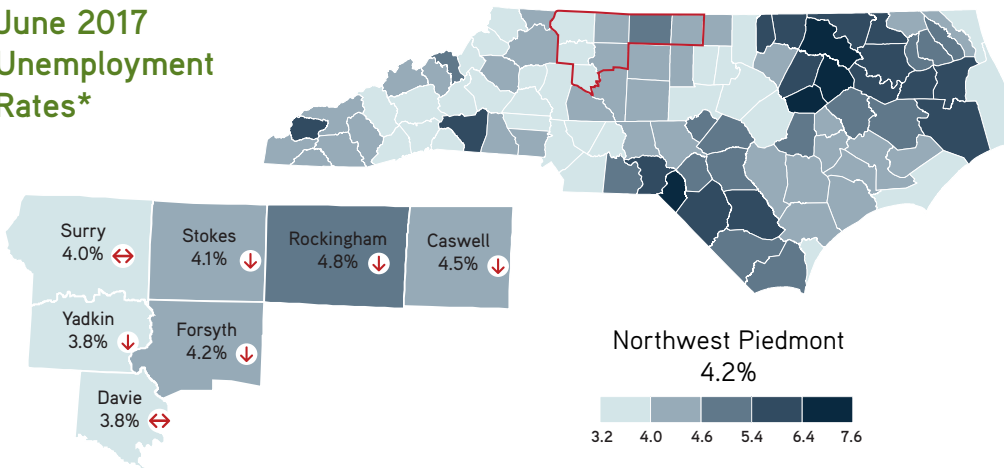 June 2017
Unemployment
Rates*
Surry
4.0%
Stokes
4.1%
Rockingham
4.8%
Caswell
4.5%
Yadkin
3.8%
Forsyth
4.2%
Davie
3.8%
Northwest Piedmont
4.2%
3.2 4.0 4.6 5.4 6.4 7.6